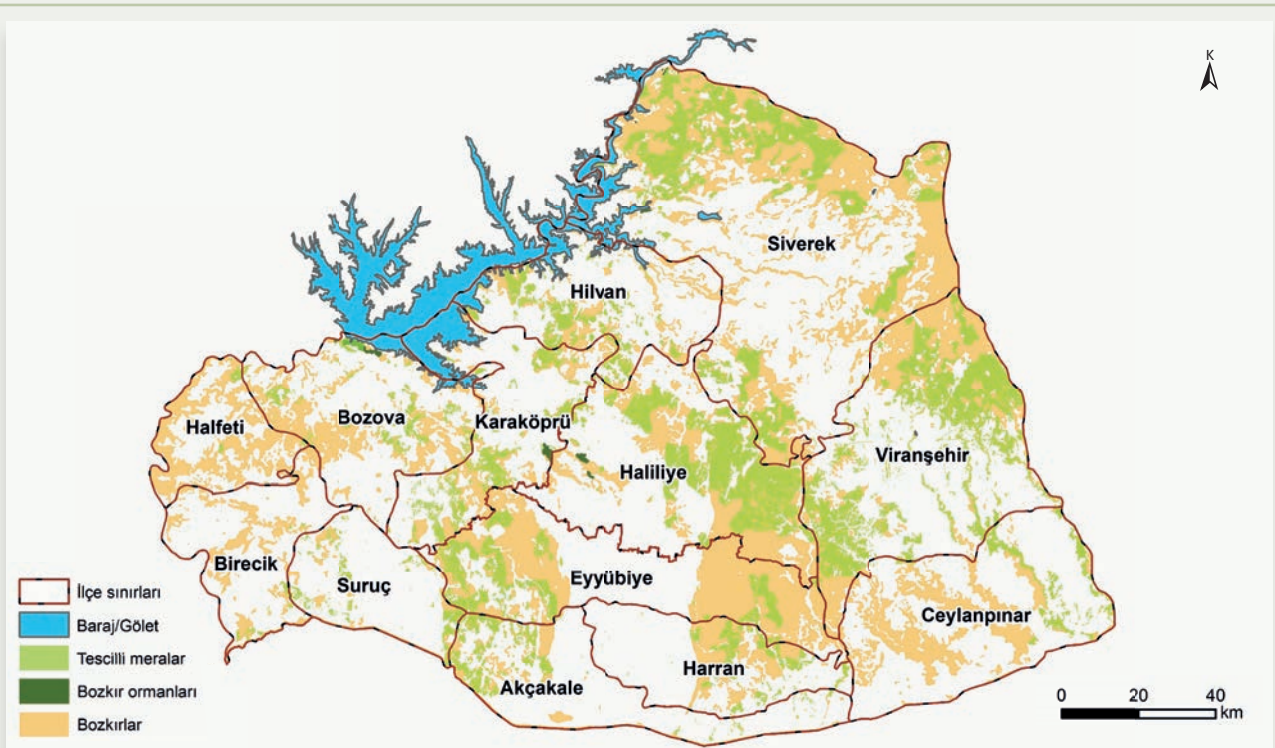 K
Siverek
Hilvan
Halfeti
Bozova
Karaköprü
Haliliye
Viranşehir
Birecik
Suruç
Eyyübiye
Ceylanpınar
Akçakale
Harran
İlçe sınırları
Baraj/Gölet
Tescilli meralar
Bozkır ormanları
Bozkırlar
0 20 40
km